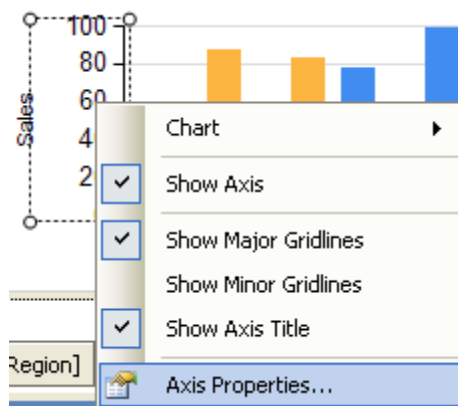 100
80
60
4
2
Sales
Chart
Show Axis
Show Major Gridlines
Show Minor Gridlines
Show Axis Title
Region]
Axis Properties...